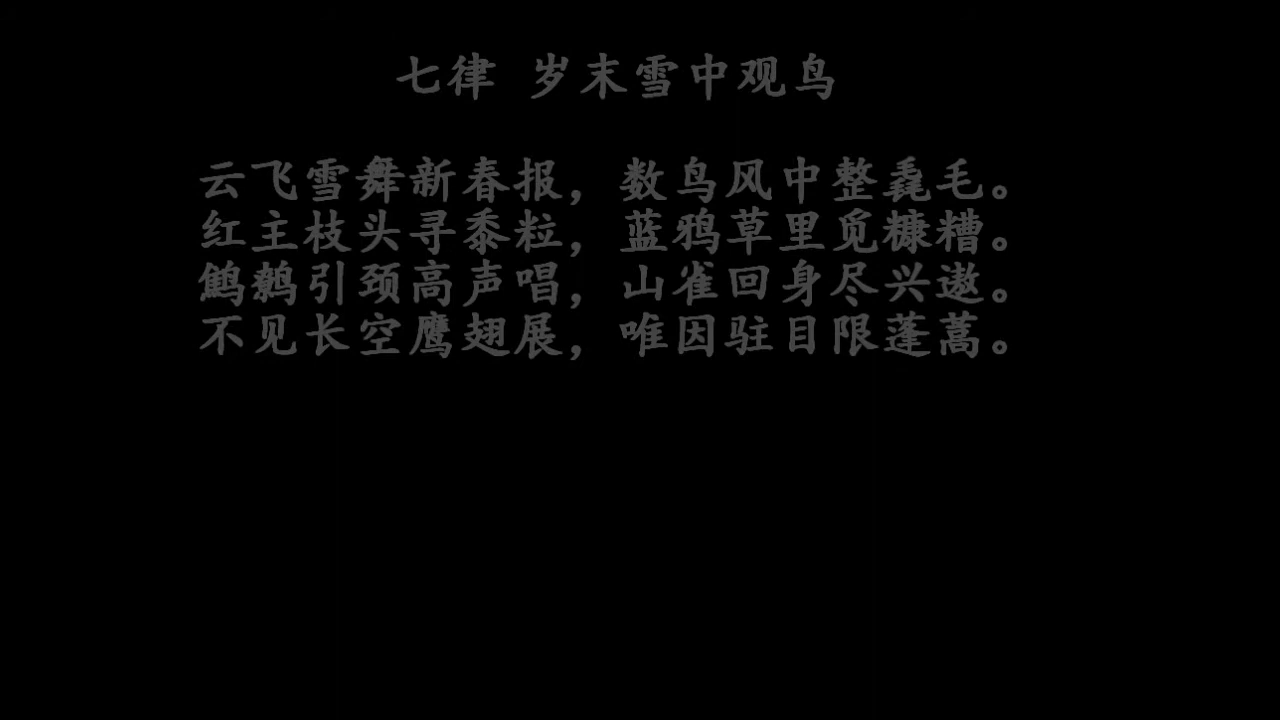 七律 岁末雪中观鸟
云飞雪舞新春报，数鸟风中整毳毛。
红主枝头寻黍粒，蓝鸦草里觅糠糟。
鹪鹩引颈高声唱，山雀回身尽兴遨。
不见长空鹰翅展，唯因驻目限蓬蒿。